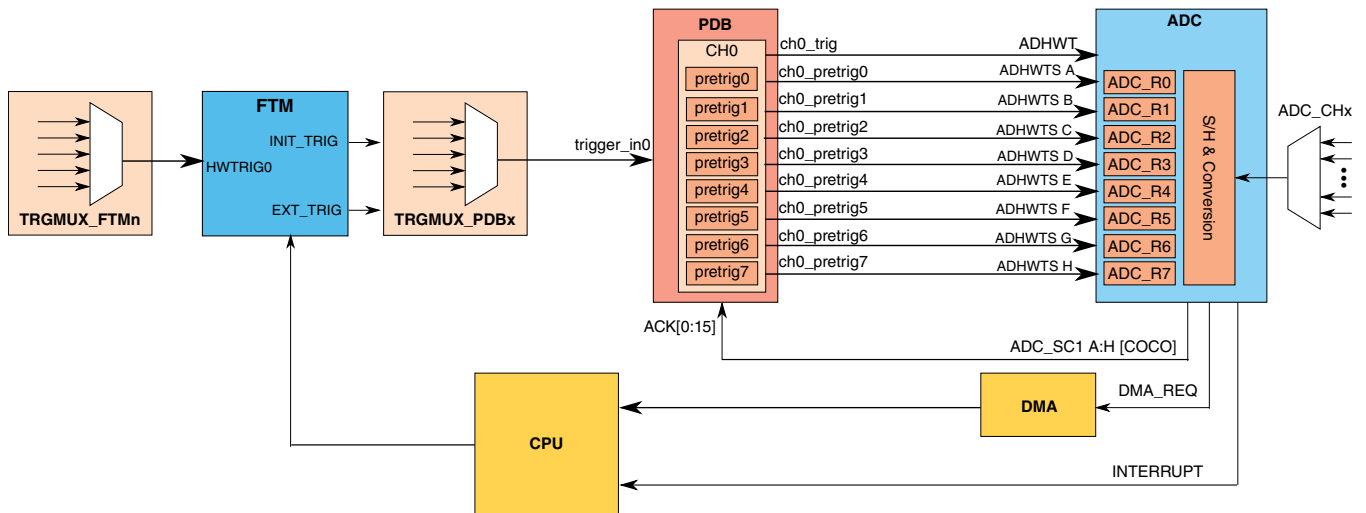 PDB
ADC
CH0
ch0_trig
ADHWT
pretrig0
ch0_pretrig0
ADHWTS A
ADC_R0
pretrig1
ch0_pretrig1
ADHWTS B
ADC_R1
pretrig2
ch0_pretrig2
ADHWTS C
ADC_R2
pretrig3
ch0_pretrig3
ADHWTS D
ADC_R3
pretrig4
ch0_pretrig4
ADHWTS E
ADC_R4
pretrig5
ch0_pretrig5
ADHWTS F
ADC_R5
pretrig6
ch0_pretrig6
ADHWTS G
ADC_R6
pretrig7
ch0_pretrig7
ADHWTS H
ADC_R7
S/H & Conversion
ADC_CHx
FTM
INIT_TRIG
HWTRIG0
EXT_TRIG
TRGMUX_FTMn
TRGMUX_PDBx
trigger_in0
ACK[0:15]
ADC_SC1 A:H [COCO]
DMA_REQ
DMA
CPU
INTERRUPT